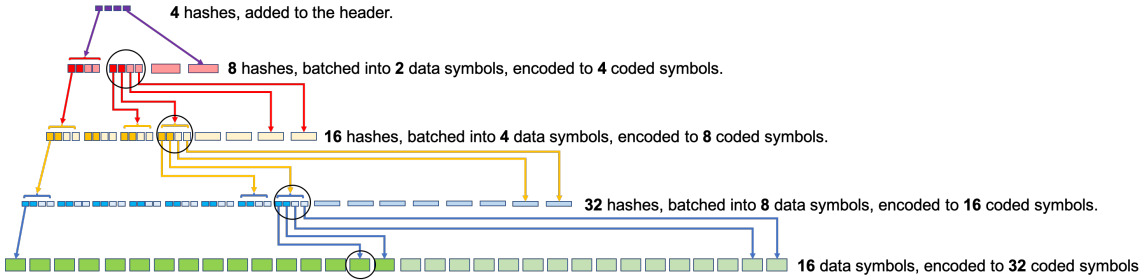 4 hashes, added to the header.
8 hashes, batched into 2 data symbols, encoded to 4 coded symbols.
16 hashes, batched into 4 data symbols, encoded to 8 coded symbols.
32 hashes, batched into 8 data symbols, encoded to 16 coded symbols.
16 data symbols, encoded to 32 coded symbols